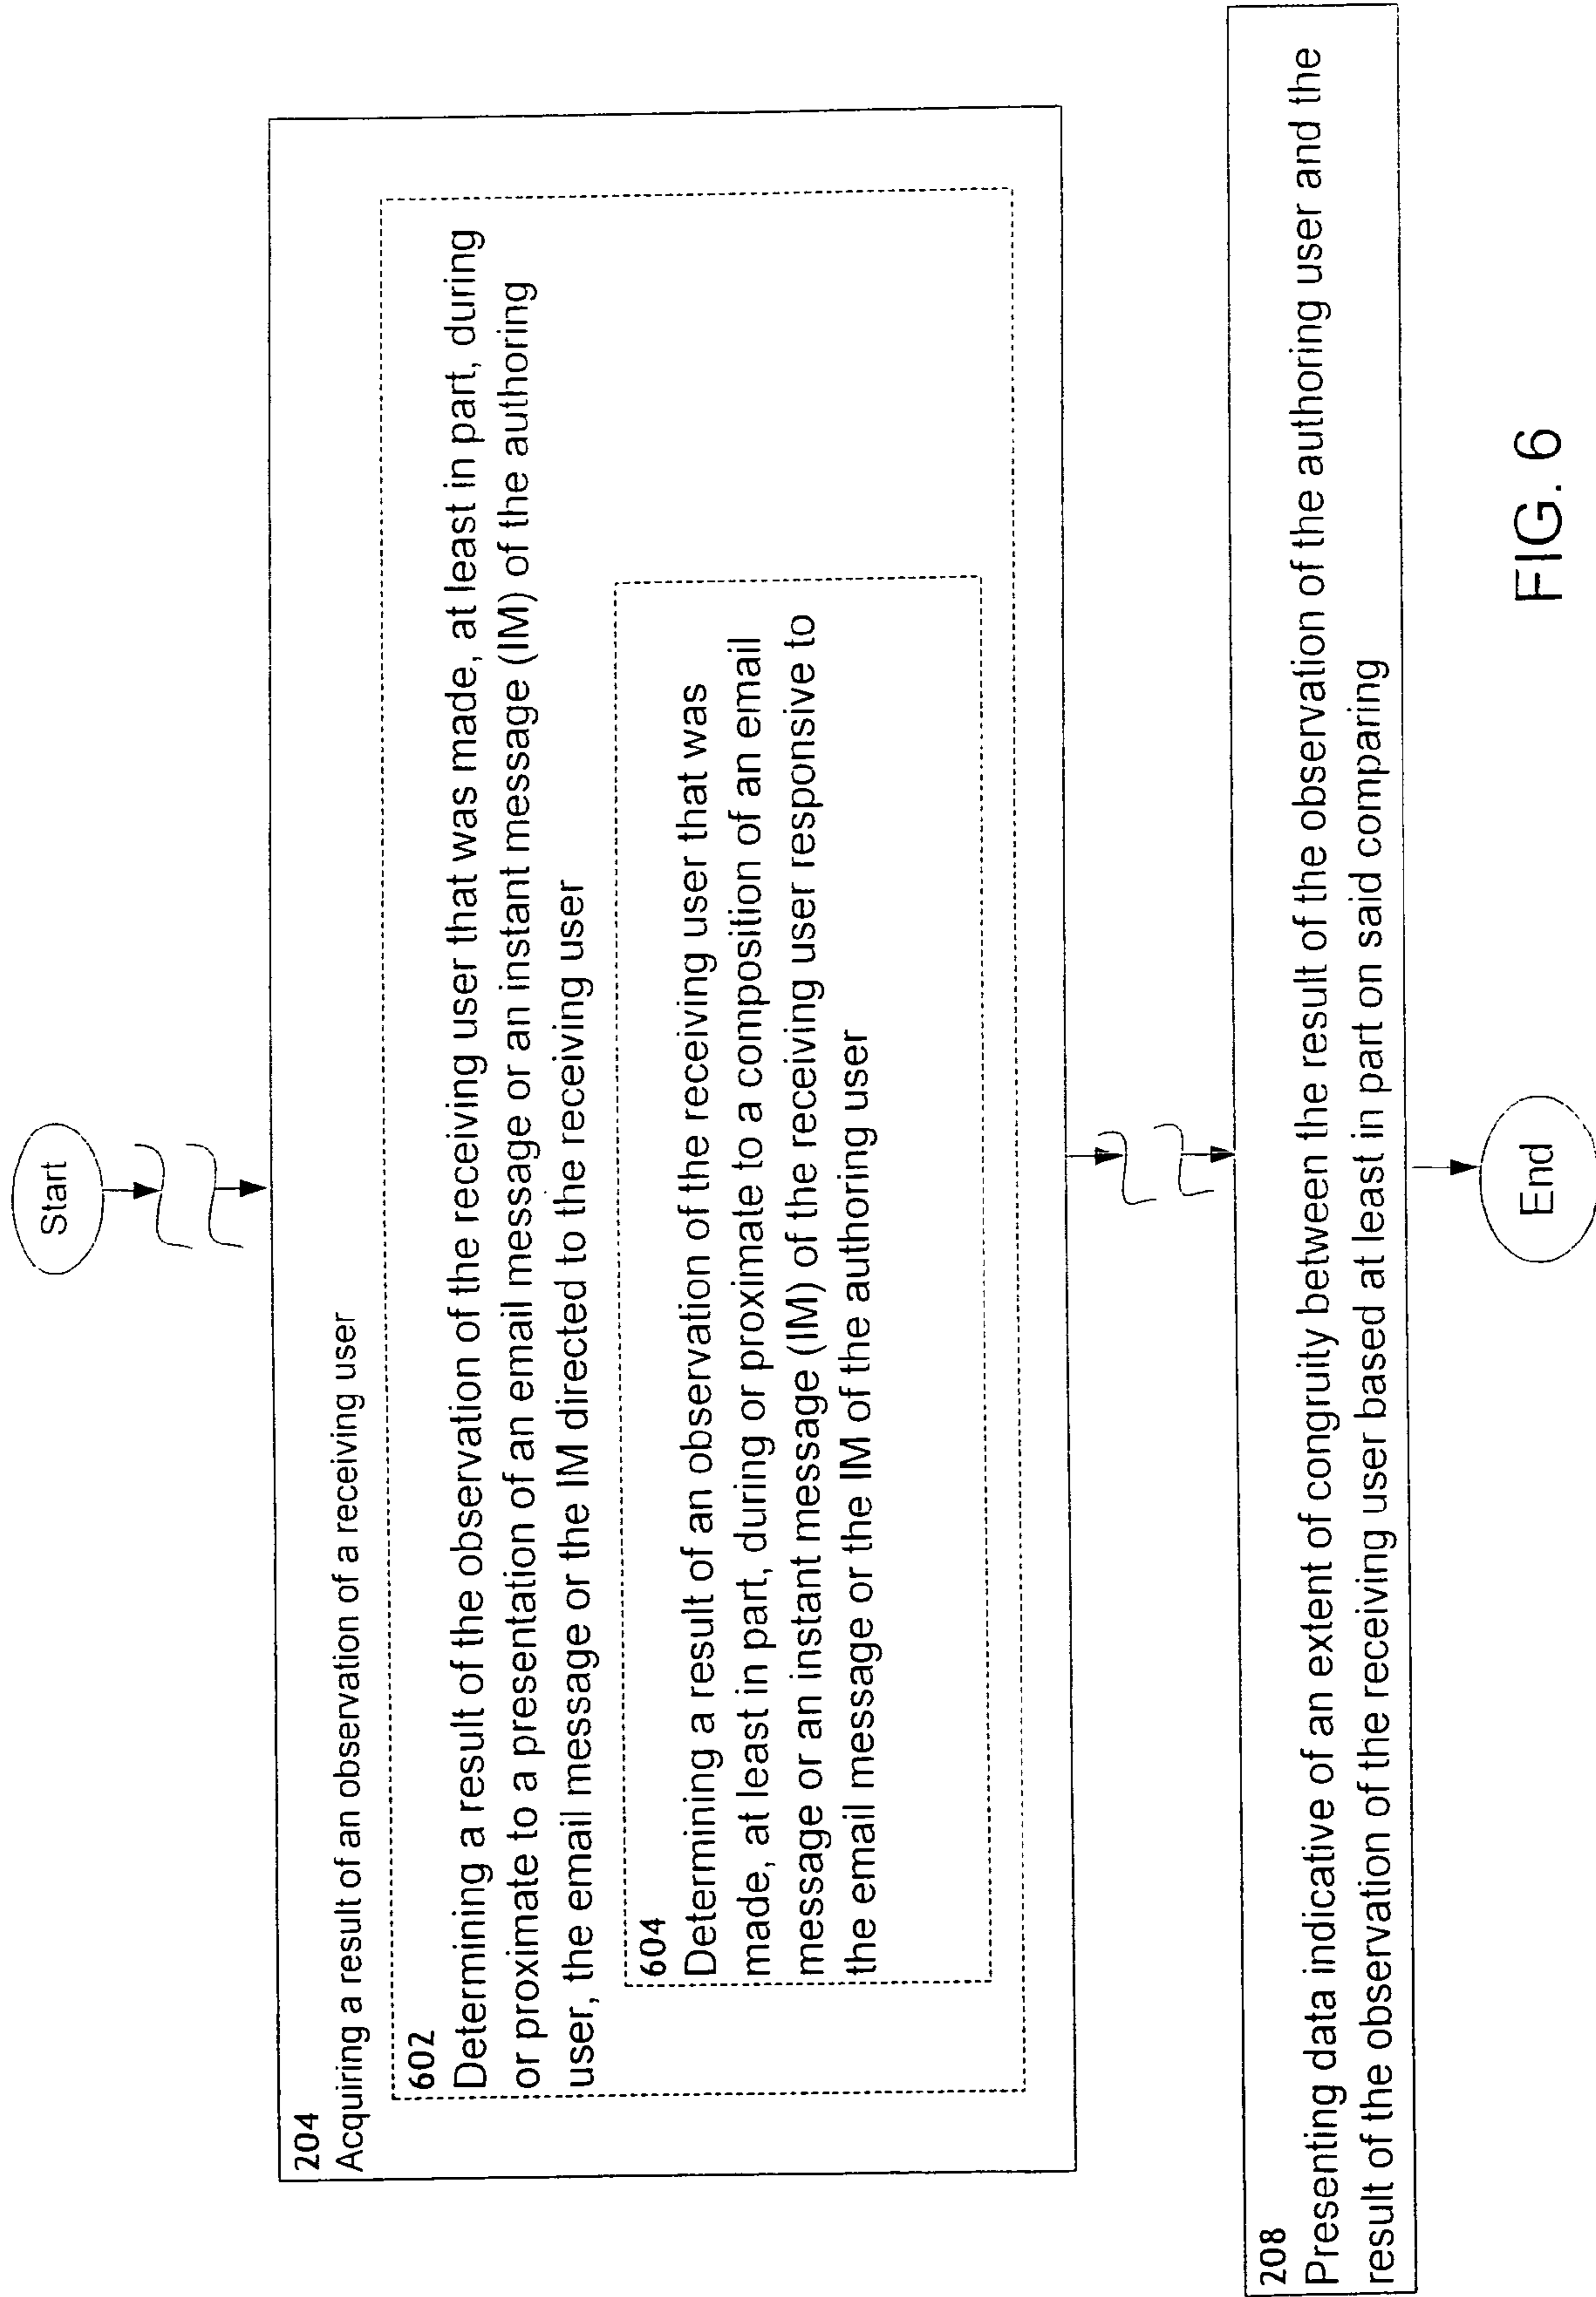 Start
204
Acquiring a result of an observation of a receiving user
602
Determining a result of the observation of the receiving user that was made, at least in part, during
or proximate to a presentation of an email message or an instant message (IM) of the authoring
user, the email message or the IM directed to the receiving user
604
Determining a result of an observation of the receiving user that was
made, at least in part, during or proximate to a composition of an email
message or an instant message (IM) of the receiving user responsive to
the email message or the IM of the authoring user
208
Presenting data indicative of an extent of congruity between the result of the observation of the authoring user and the
result of the observation of the receiving user based at least in part on said comparing
End
FIG. 6